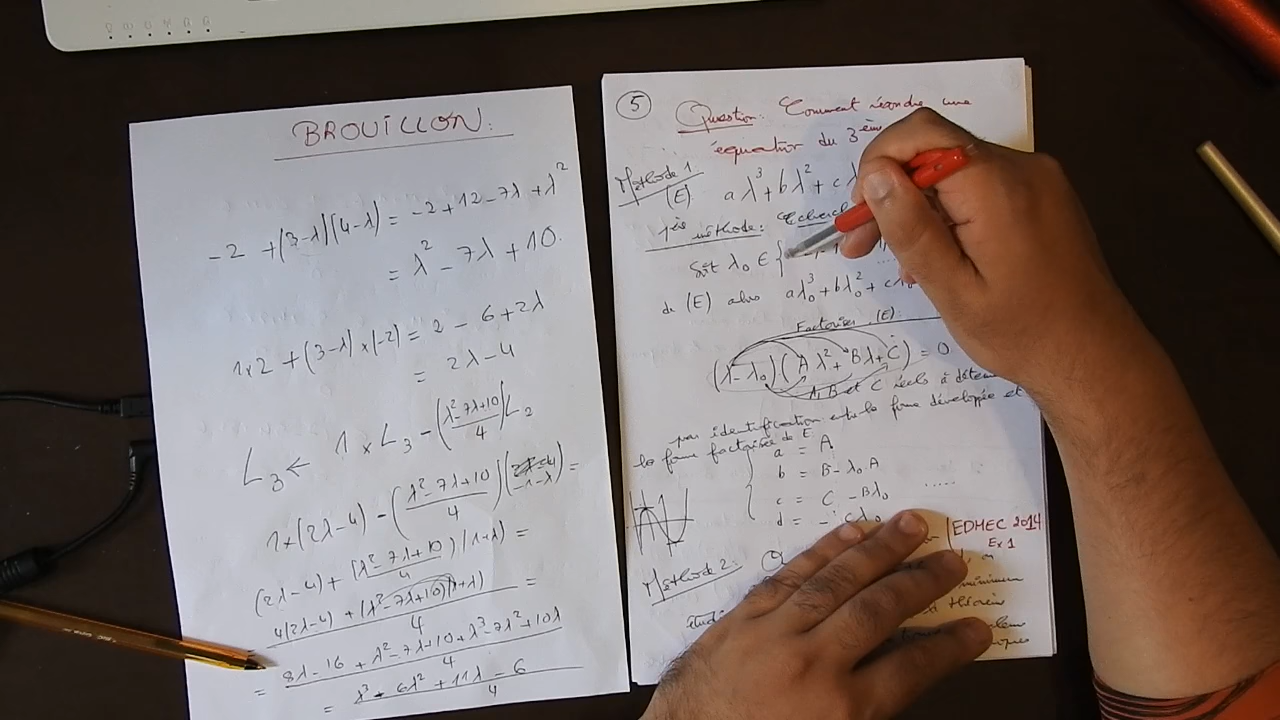 BROUILLON:
-2 +(3-λ)(4-λ) = -2+12-7λ+λ²
= λ² - 7λ + 10.
1×2 + (3-λ)×(-2) = 2 - 6 + 2λ
= 2λ - 4
L₃ ← 1 × L₃ - (λ²-7λ+10 / 4) L₂
1×(2λ-4) - (λ²-7λ+10 / 4)(-1-λ) =
(2λ-4) + (λ²-7λ+10 / 4)(1+λ) =
4(2λ-4) + (λ²-7λ+10)(1+λ) / 4 =
= 8λ-16 + λ²-7λ+10+λ³-7λ²+10λ / 4
= λ³ - 6λ² + 11λ - 6 / 4
5
Question: Comment résoudre une
équation du 3ème
Méthode 1
(E) aλ³ + bλ² + cλ
1ère méthode:
Soit λ₀ ∈ {
de (E) alors aλ₀³ + bλ₀² + cλ₀
Factoriser (E):
(λ-λ₀)(Aλ² + Bλ + C) = 0
A, B et C réels à déter
par identification entre la forme développée et
la forme factorisée de E.
a = A
b = B - λ₀A
c = C - Bλ₀ .....
d = - Cλ₀
EDHEC 2014
Ex 1
Méthode 2: On
minimum
théorème